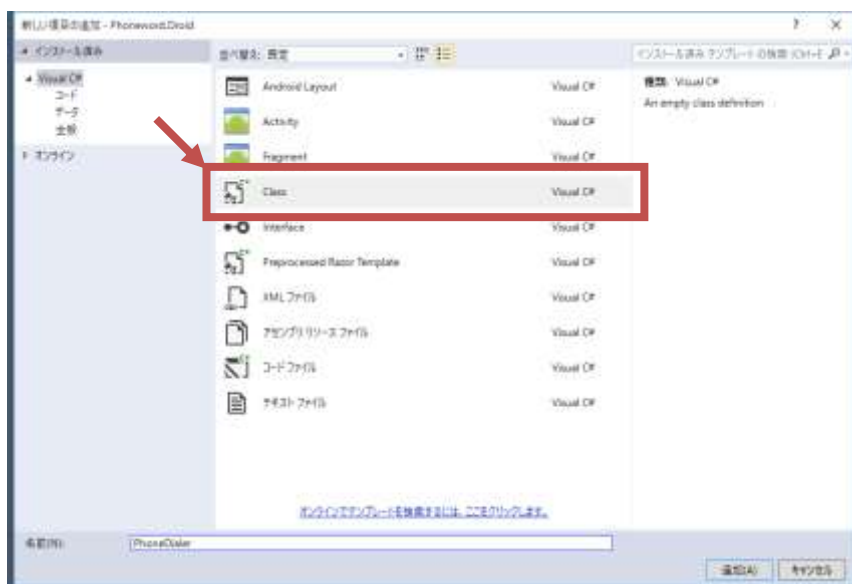 新しい項目の追加 - Phoneword.Droid
インストール済み
並べ替え: 既定
インストール済み テンプレート の検索 (Ctrl+E)
Visual C#
コード
データ
全般
オンライン
Android Layout Visual C#
Activity Visual C#
Fragment Visual C#
Class Visual C#
Interface Visual C#
Preprocessed Razor Template Visual C#
XML ファイル Visual C#
アセンブリ リソース ファイル Visual C#
コード ファイル Visual C#
テキスト ファイル Visual C#
種類: Visual C#
An empty class definition
オンラインでテンプレートを検索するには、ここをクリックします。
名前(N): PhoneDialer
追加(A) キャンセル